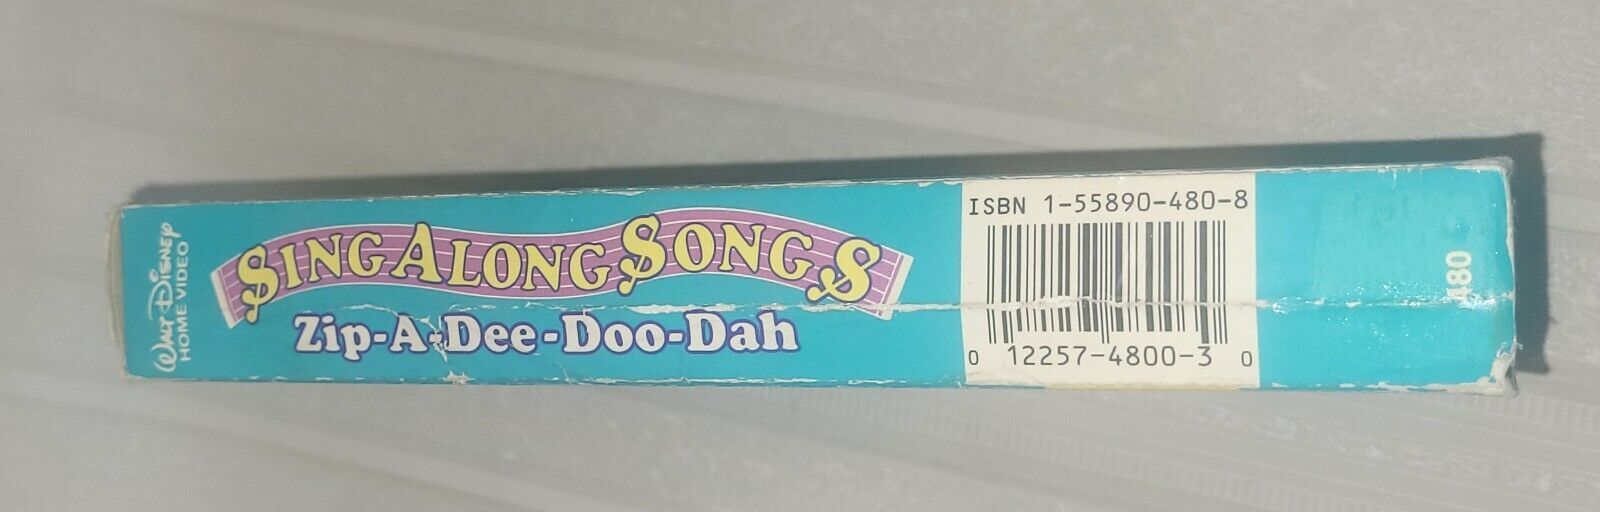 Walt Disney
HOME VIDEO
SING ALONG SONGS
Zip-A-Dee-Doo-Dah
ISBN 1-55890-480-8
0 12257-4800-3 0
480